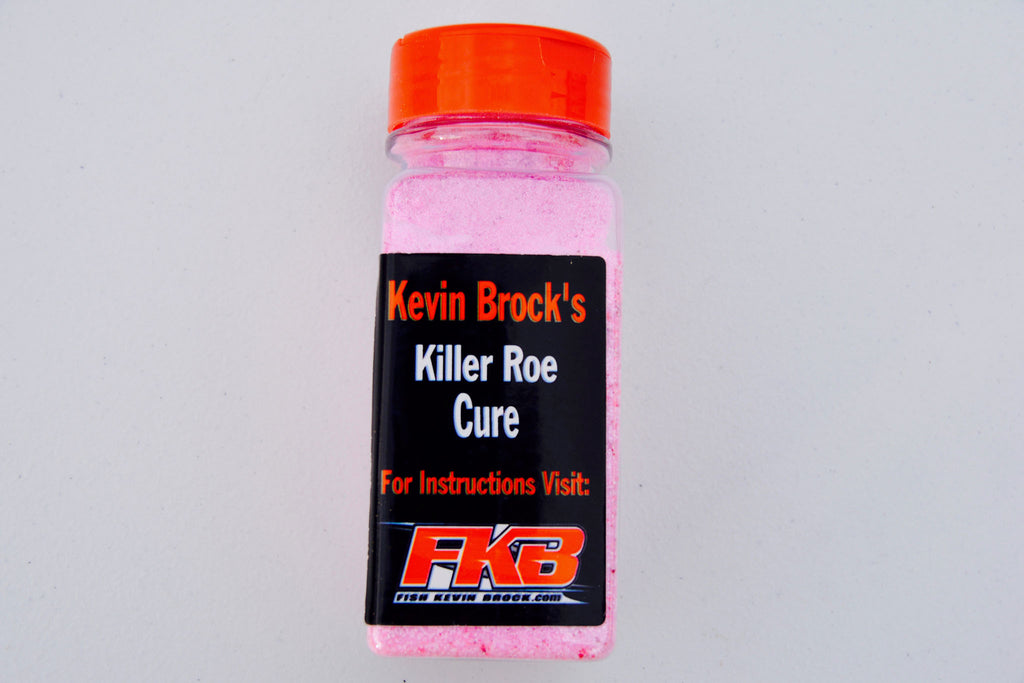 Kevin Brock's
Killer Roe
Cure
For Instructions Visit:
FKB
FISH KEVIN BROCK.com